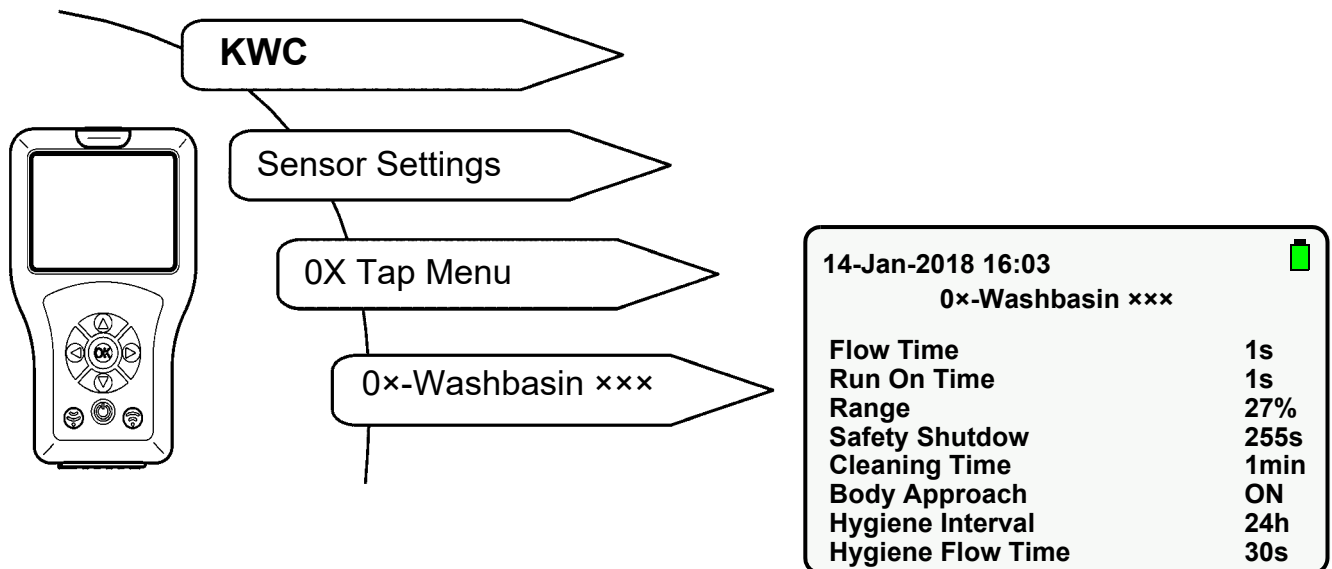 KWC
Sensor Settings
0X Tap Menu
0×-Washbasin ×××
OK
14-Jan-2018 16:03
0×-Washbasin ×××
Flow Time 1s
Run On Time 1s
Range 27%
Safety Shutdow 255s
Cleaning Time 1min
Body Approach ON
Hygiene Interval 24h
Hygiene Flow Time 30s